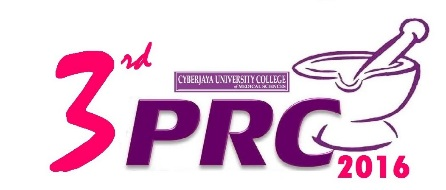 3rd
CYBERJAYA UNIVERSITY COLLEGE
of MEDICAL SCIENCES
PRC
2016